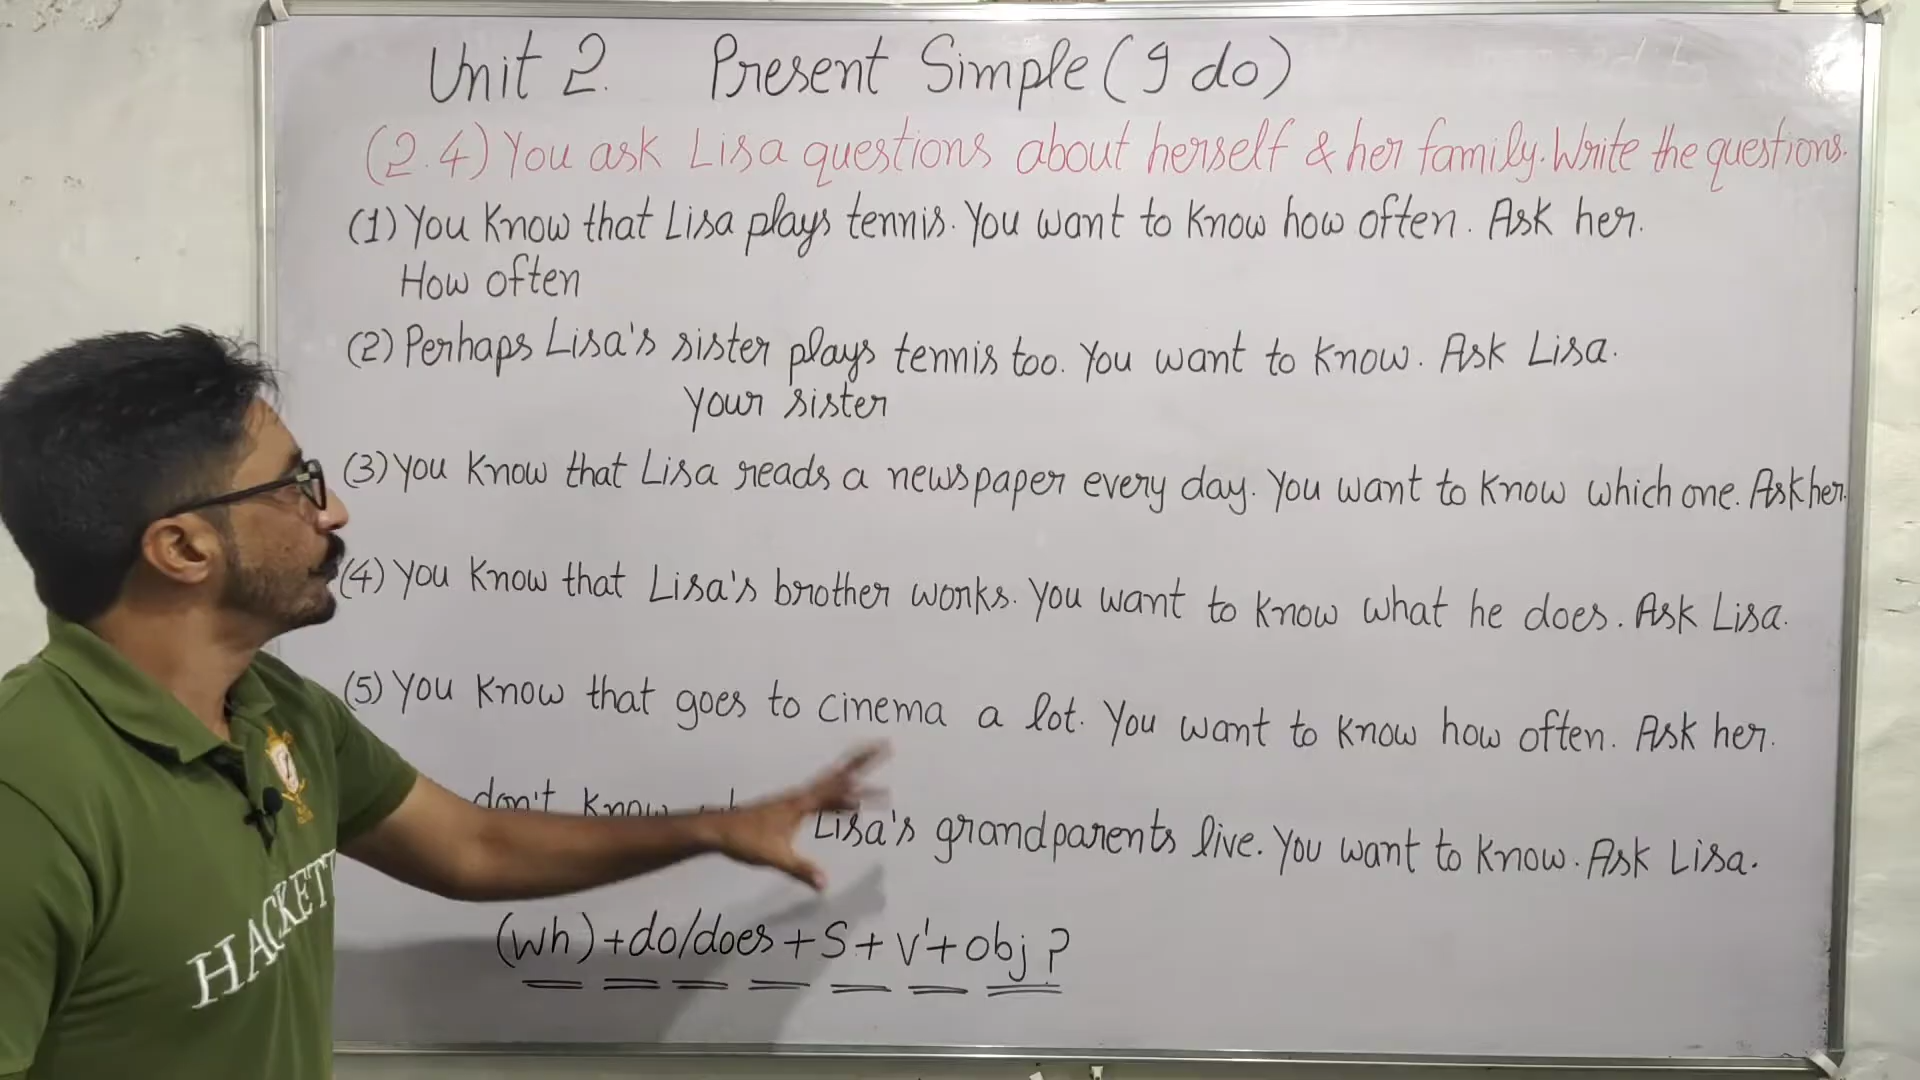 Unit 2. Present Simple (I do)
(2.4) You ask Lisa questions about herself & her family. Write the questions.
(1) You know that Lisa plays tennis. You want to know how often. Ask her.
How often
(2) Perhaps Lisa's sister plays tennis too. You want to know. Ask Lisa.
Your sister
(3) You know that Lisa reads a newspaper every day. You want to know which one. Ask her.
(4) You know that Lisa's brother works. You want to know what he does. Ask Lisa.
(5) You know that goes to cinema a lot. You want to know how often. Ask her.
don't know Lisa's grandparents live. You want to know. Ask Lisa.
(wh) + do/does + S + V¹ + obj ?
HACKETT